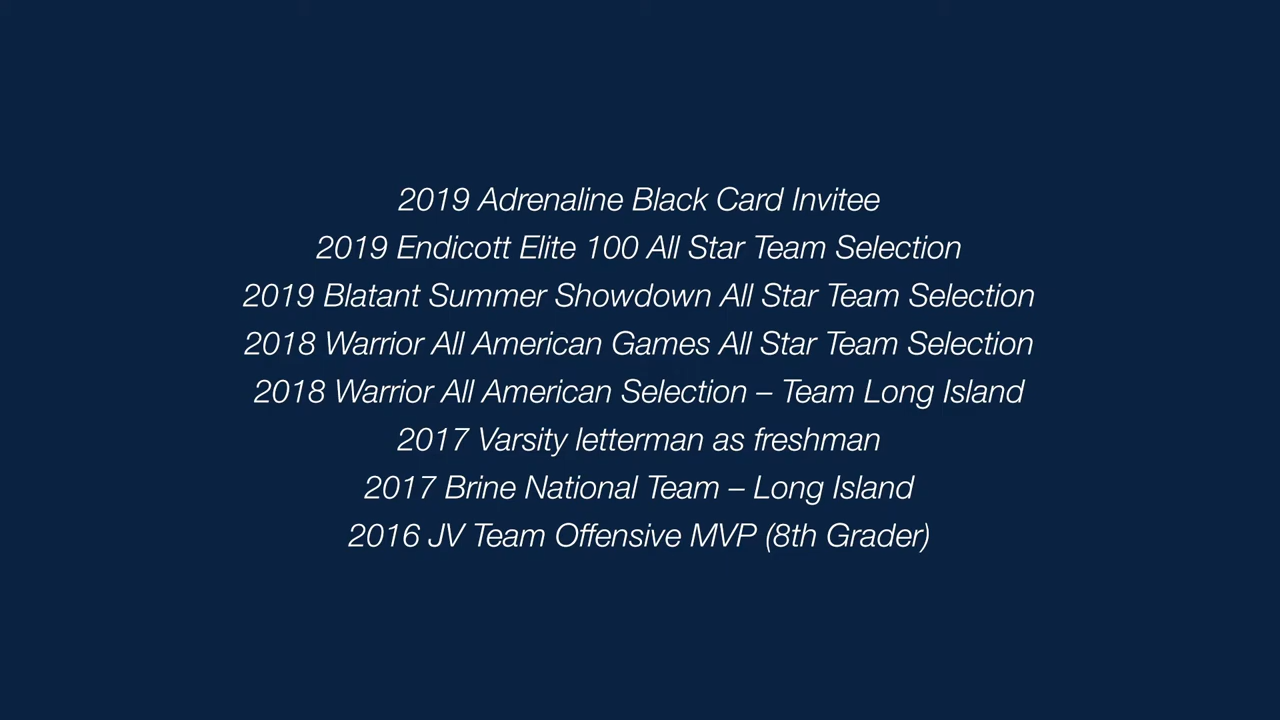 2019 Adrenaline Black Card Invitee
2019 Endicott Elite 100 All Star Team Selection
2019 Blatant Summer Showdown All Star Team Selection
2018 Warrior All American Games All Star Team Selection
2018 Warrior All American Selection – Team Long Island
2017 Varsity letterman as freshman
2017 Brine National Team – Long Island
2016 JV Team Offensive MVP (8th Grader)